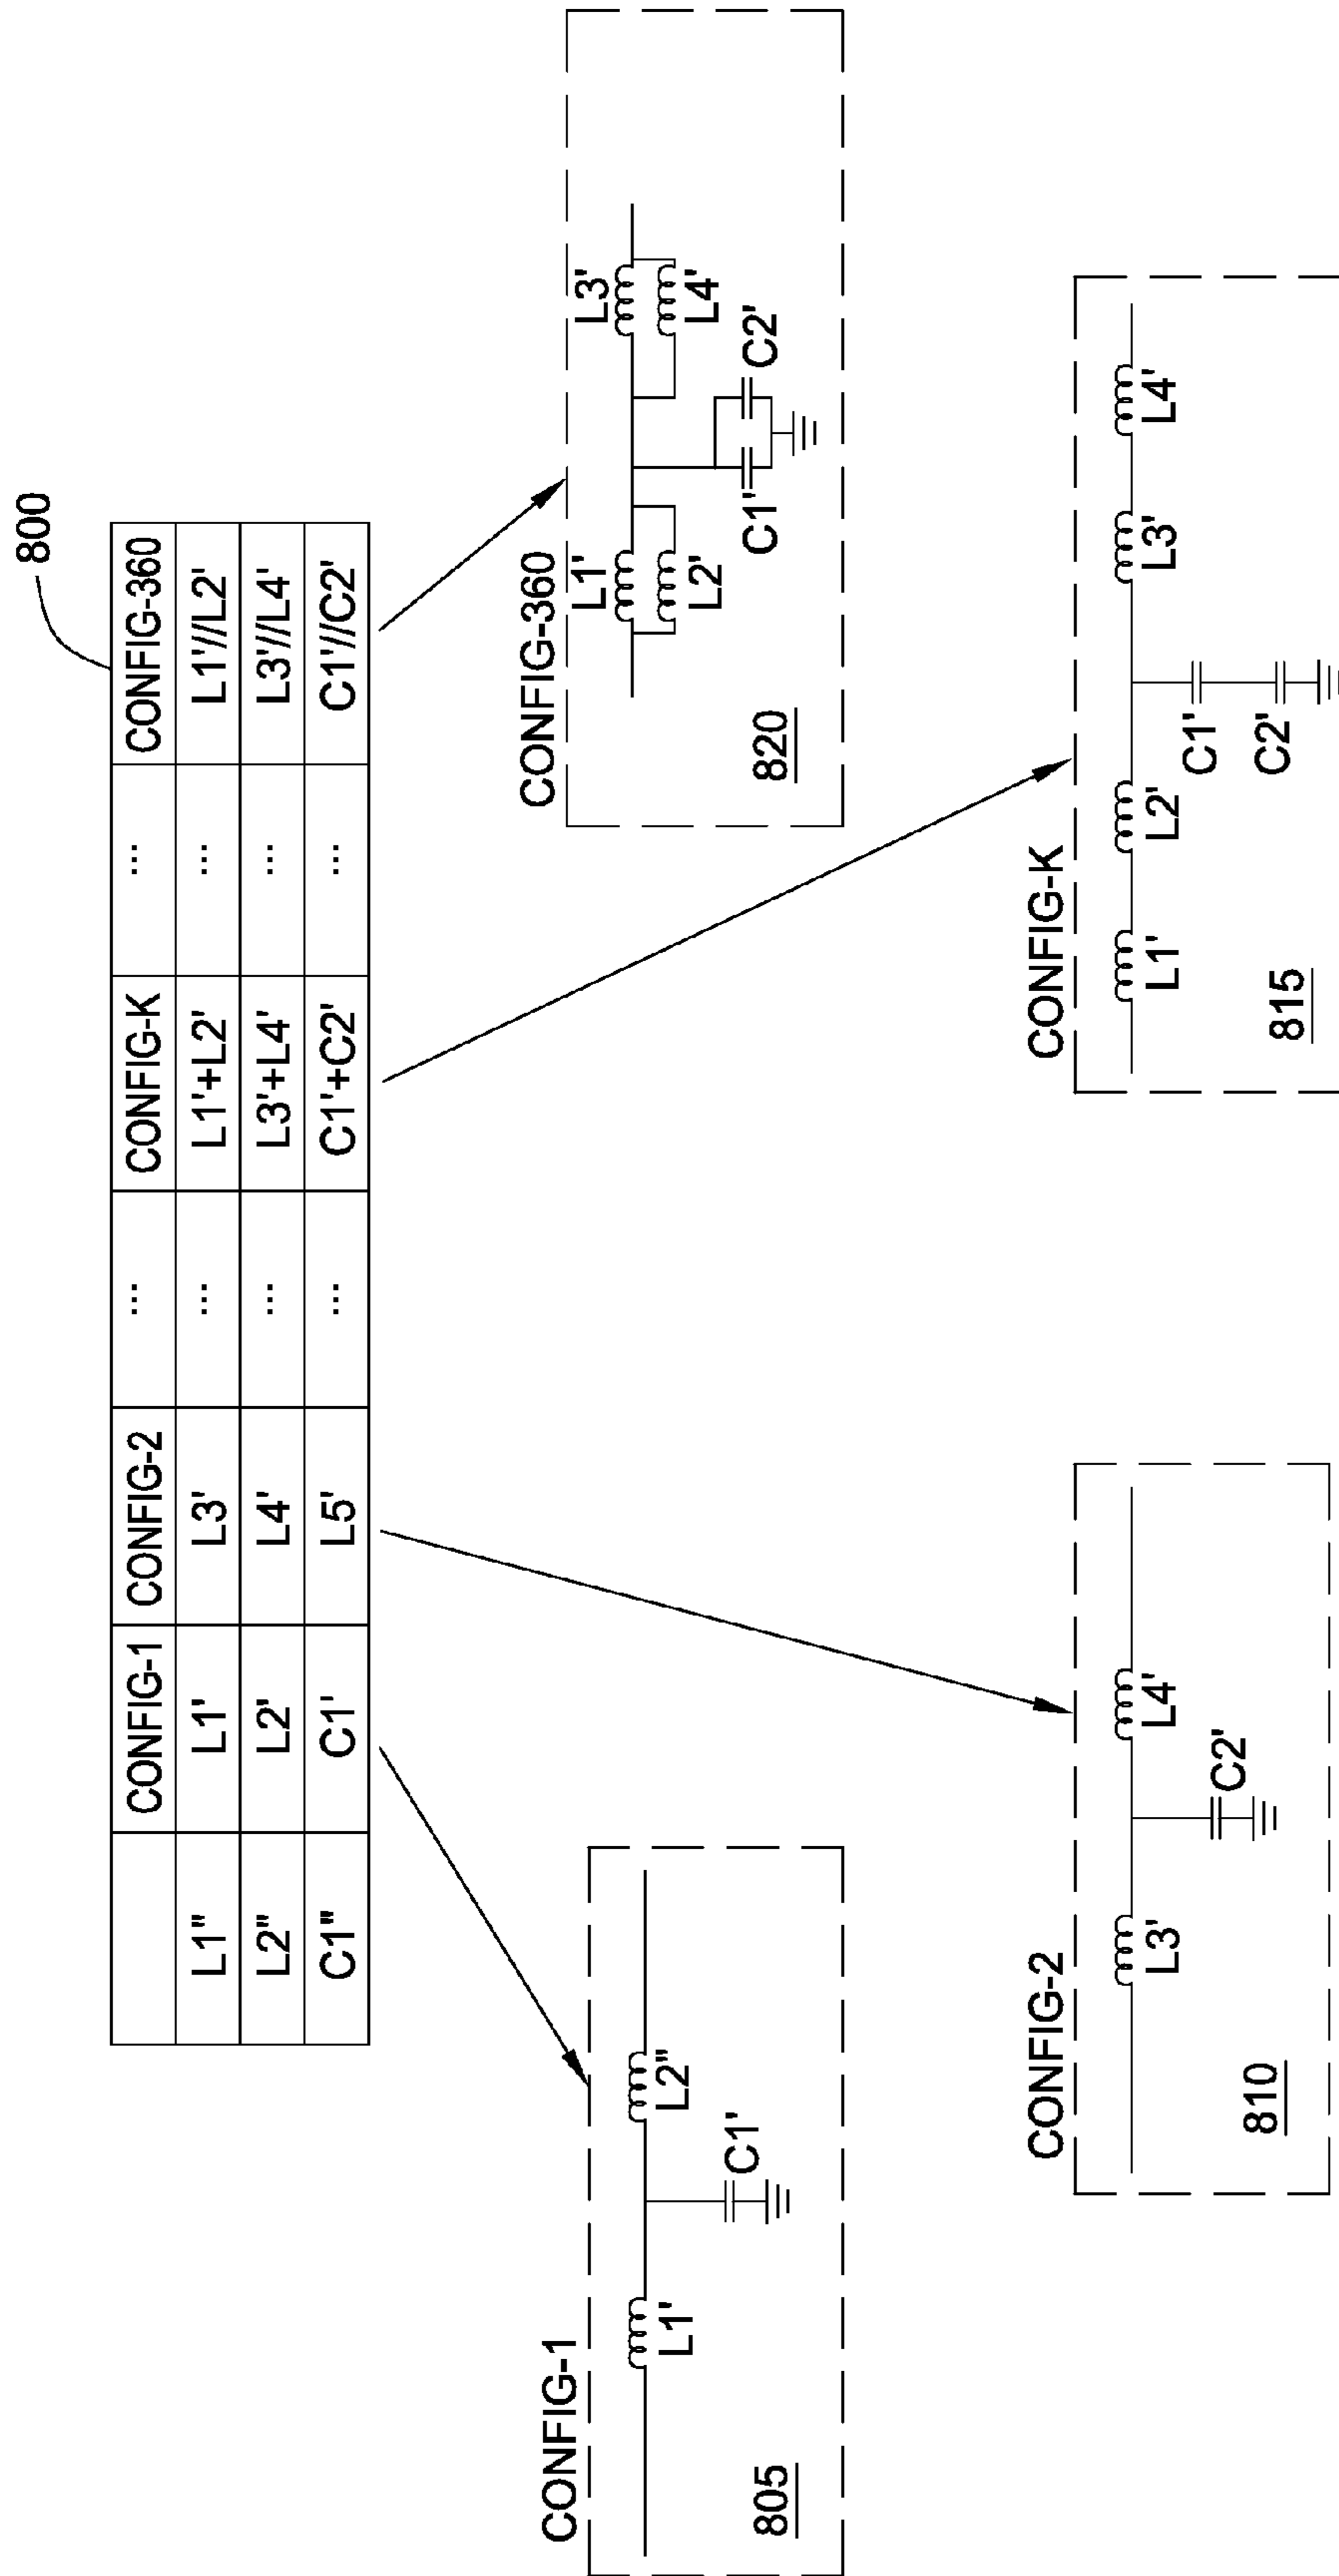 800
CONFIG-1 CONFIG-2 ... CONFIG-K ... CONFIG-360
L1" L1' L3' ... L1'+L2' ... L1'//L2'
L2" L2' L4' ... L3'+L4' ... L3'//L4'
C1" C1' L5' ... C1'+C2' ... C1'//C2'
CONFIG-1
L1' L2"
C1'
805
CONFIG-360
L1' L3'
L2' L4'
C1' C2'
820
CONFIG-2
L3' L4'
C2'
810
CONFIG-K
L1' L2' L3' L4'
C1'
C2'
815